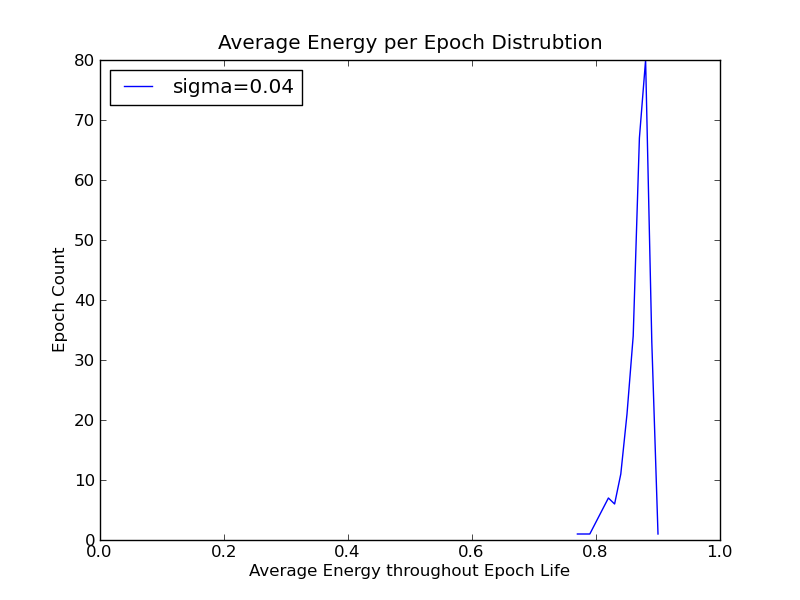 Average Energy per Epoch Distrubtion
sigma=0.04
80
70
60
50
40
30
20
10
0
Epoch Count
0.0 0.2 0.4 0.6 0.8 1.0
Average Energy throughout Epoch Life